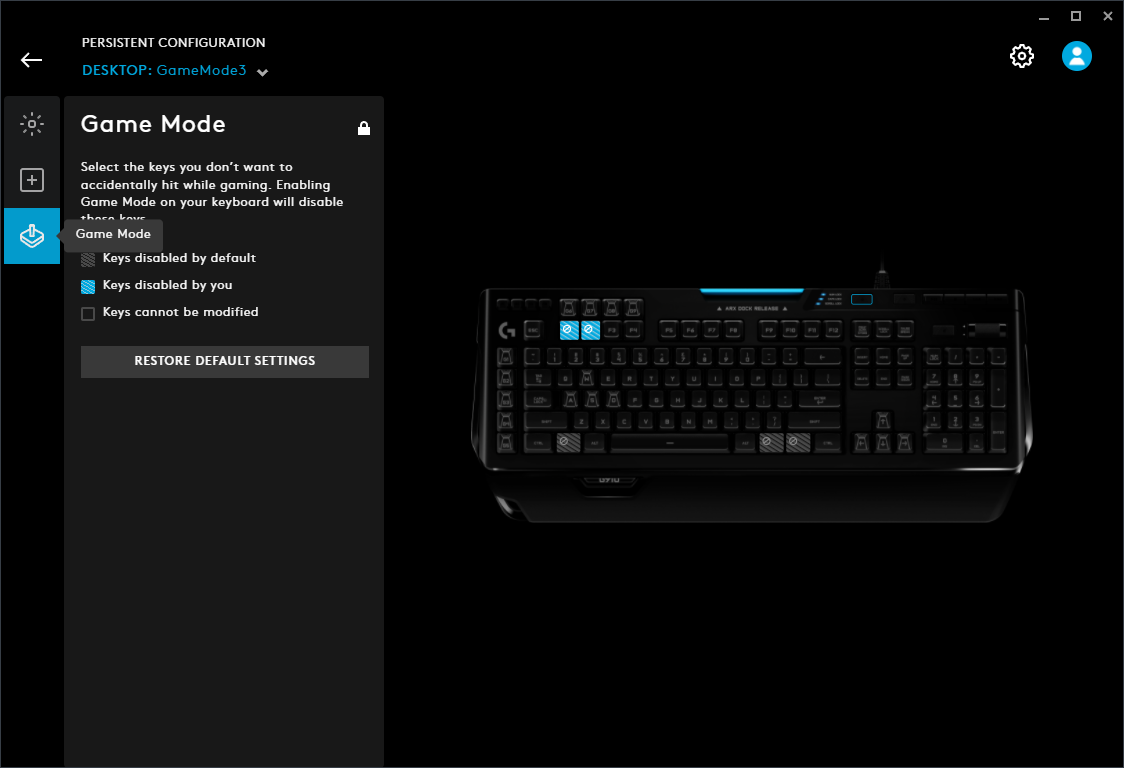 PERSISTENT CONFIGURATION
DESKTOP: GameMode3
Game Mode
Select the keys you don't want to
accidentally hit while gaming. Enabling
Game Mode on your keyboard will disable
these keys.
Game Mode
Keys disabled by default
Keys disabled by you
Keys cannot be modified
RESTORE DEFAULT SETTINGS
ARX DOCK RELEASE
ESC F3 F4 F5 F6 F7 F8 F9 F10 F11 F12
W E R T Y U I O P
A S D F G H J K L
Z X C V B N M
CTRL ALT
G910